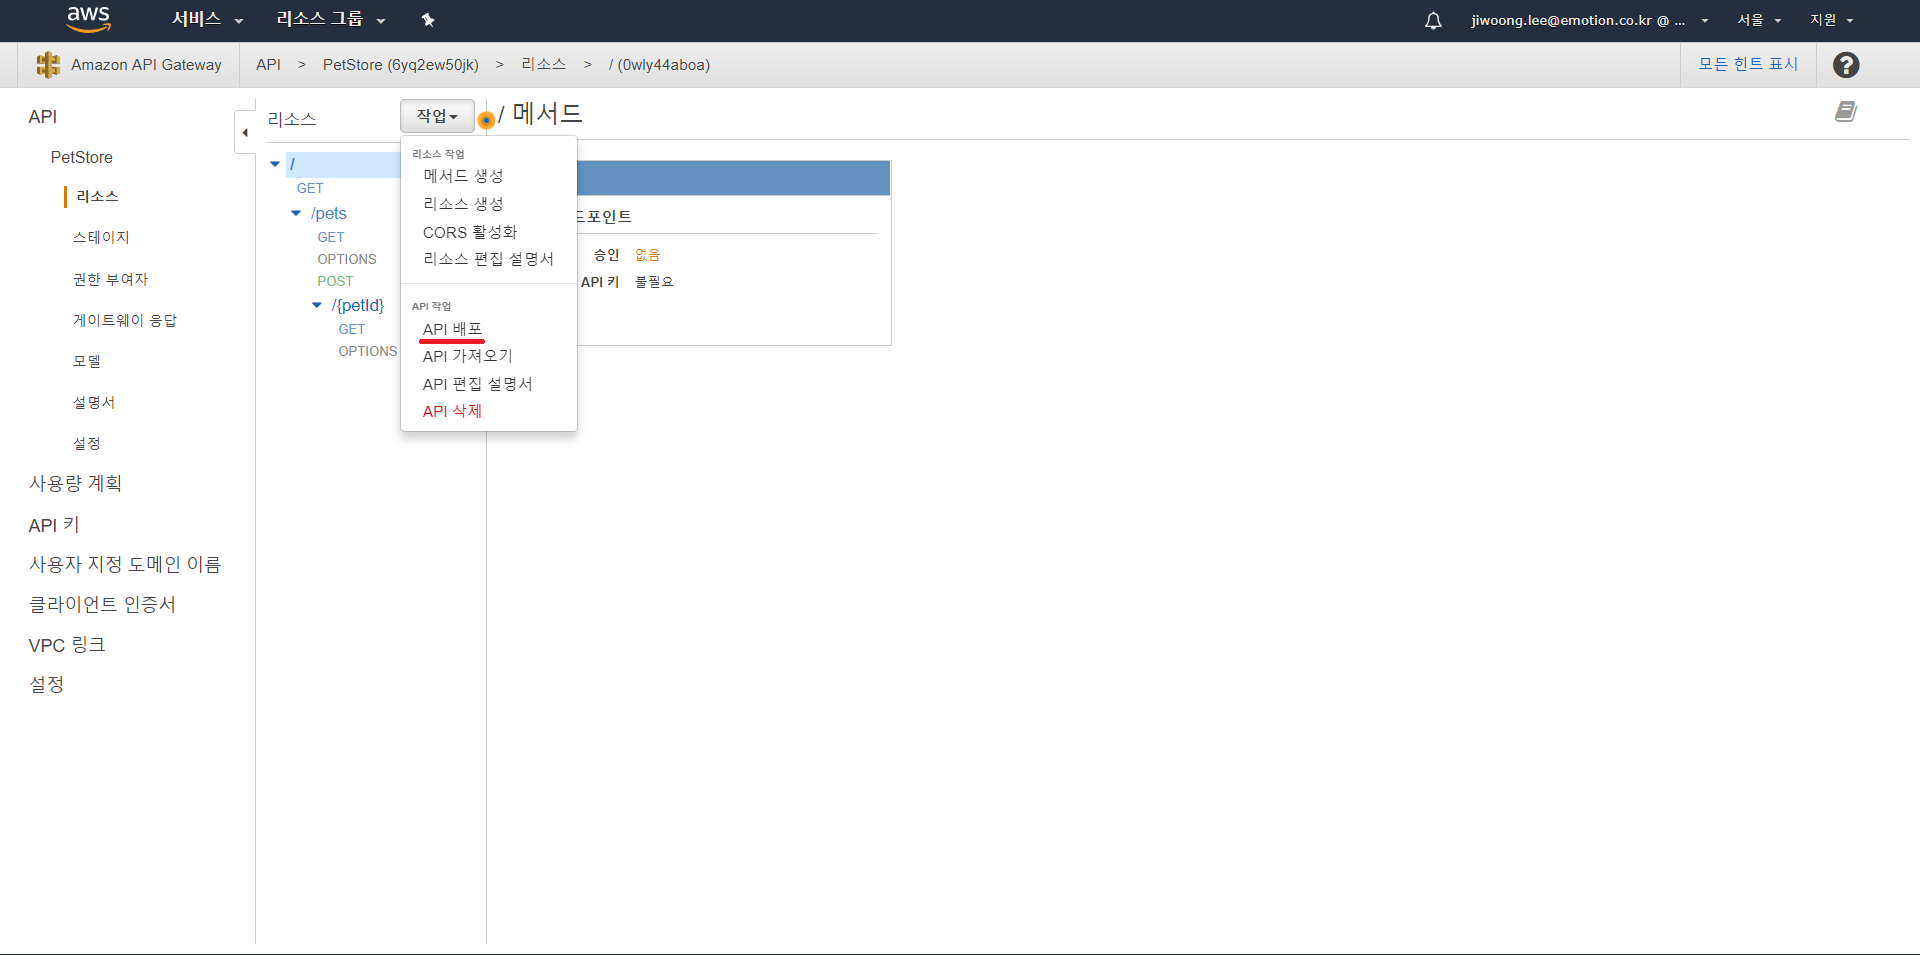 aws 서비스 리소스 그룹 jiwoong.lee@emotion.co.kr @ ... 서울 지원
Amazon API Gateway API > PetStore (6yq2ew50jk) > 리소스 > / (0wly44aboa) 모든 힌트 표시 ?
API
PetStore
리소스
스테이지
권한 부여자
게이트웨이 응답
모델
설명서
설정
사용량 계획
API 키
사용자 지정 도메인 이름
클라이언트 인증서
VPC 링크
설정
리소스 작업
/
GET
/pets
GET
OPTIONS
POST
/{petId}
GET
OPTIONS
리소스 작업
메서드 생성
리소스 생성
CORS 활성화
리소스 편집 설명서
API 작업
API 배포
API 가져오기
API 편집 설명서
API 삭제
/ 메서드
드포인트
승인 없음
API 키 불필요